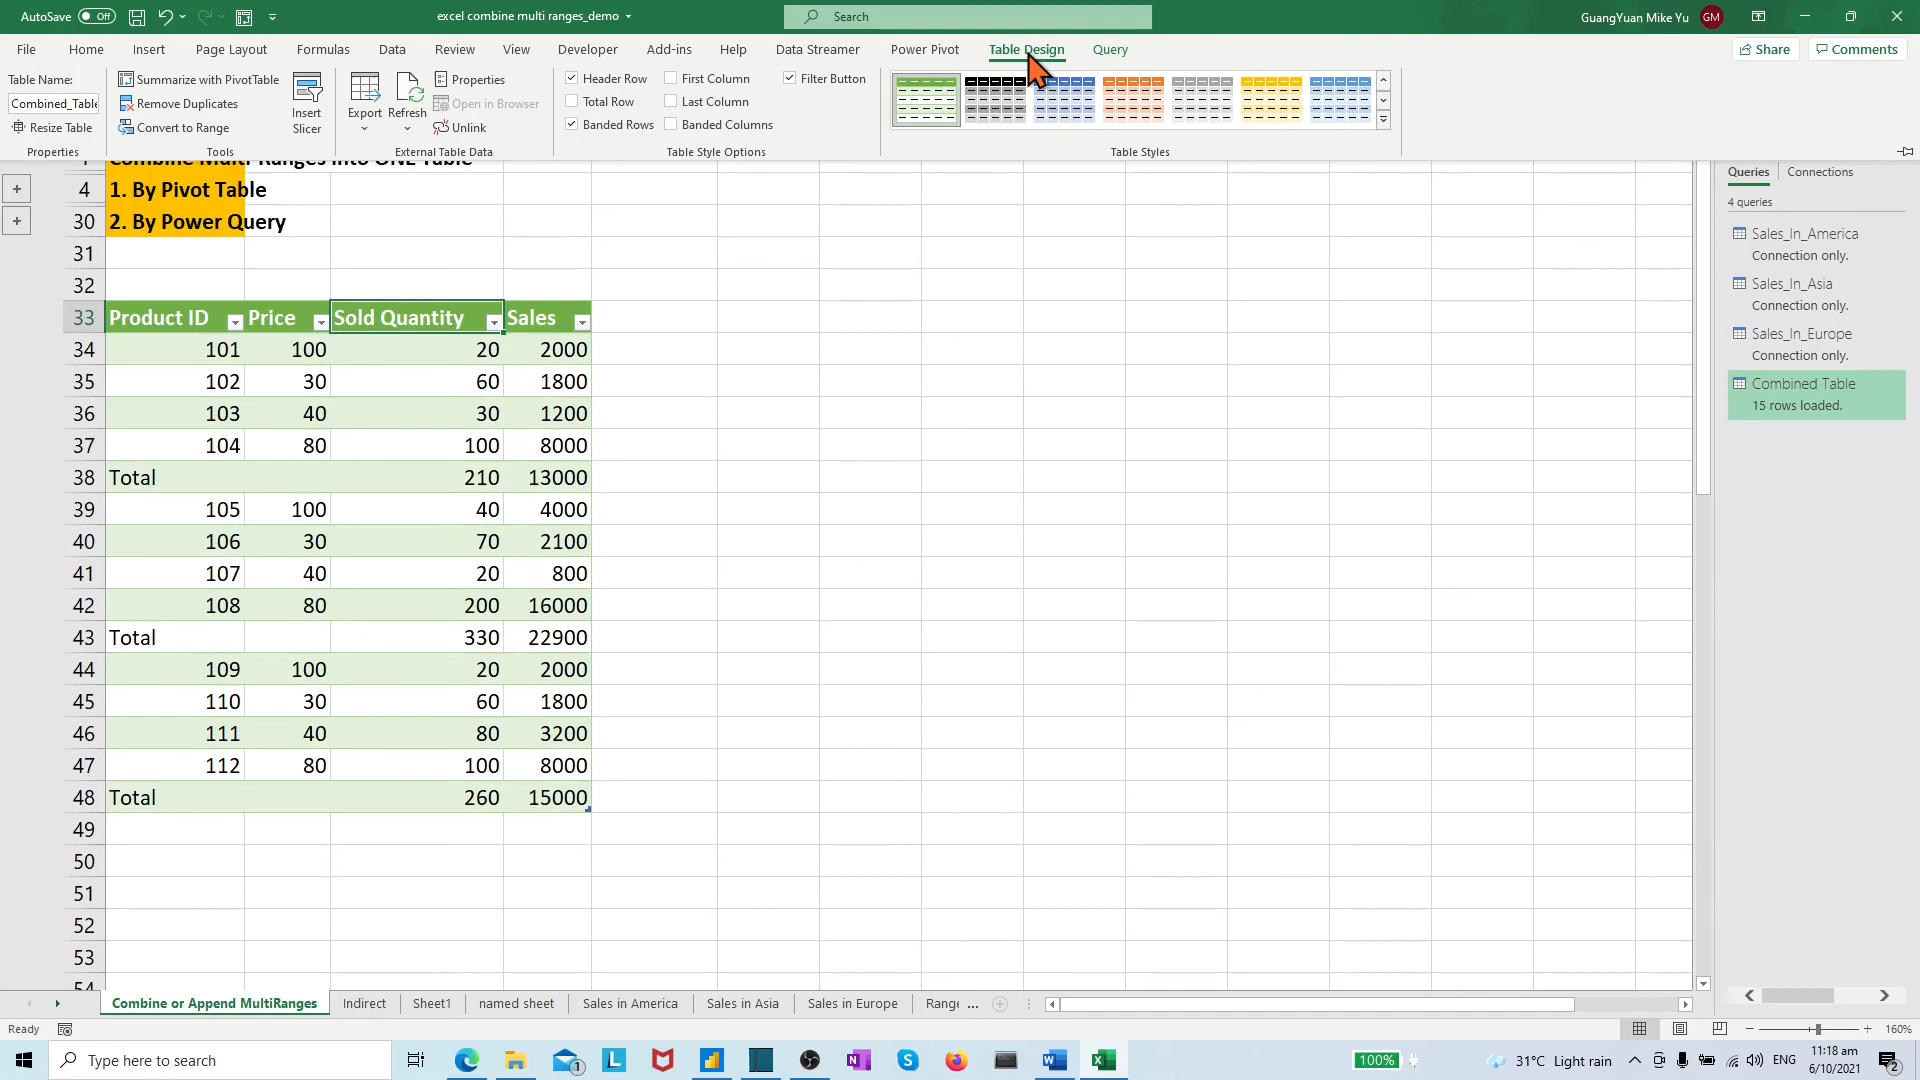 AutoSave Off
excel combine multi ranges_demo
Search
GuangYuan Mike Yu GM
File Home Insert Page Layout Formulas Data Review View Developer Add-ins Help Data Streamer Power Pivot Table Design Query
Share Comments
Table Name:
Combined_Table
Resize Table
Properties
Summarize with PivotTable
Remove Duplicates
Convert to Range
Insert
Slicer
Tools
Export
Refresh
Properties
Open in Browser
Unlink
External Table Data
Header Row
First Column
Filter Button
Total Row
Last Column
Banded Rows
Banded Columns
Table Style Options
Table Styles
Combine Multi Ranges into ONE Table
4 1. By Pivot Table
30 2. By Power Query
31
32
33 Product ID Price Sold Quantity Sales
34 101 100 20 2000
35 102 30 60 1800
36 103 40 30 1200
37 104 80 100 8000
38 Total 210 13000
39 105 100 40 4000
40 106 30 70 2100
41 107 40 20 800
42 108 80 200 16000
43 Total 330 22900
44 109 100 20 2000
45 110 30 60 1800
46 111 40 80 3200
47 112 80 100 8000
48 Total 260 15000
49
50
51
52
53
54
Queries Connections
4 queries
Sales_In_America
Connection only.
Sales_In_Asia
Connection only.
Sales_In_Europe
Connection only.
Combined Table
15 rows loaded.
Combine or Append MultiRanges Indirect Sheet1 named sheet Sales in America Sales in Asia Sales in Europe Range ...
Ready
160%
Type here to search
100%
31°C Light rain
ENG
11:18 am
6/10/2021